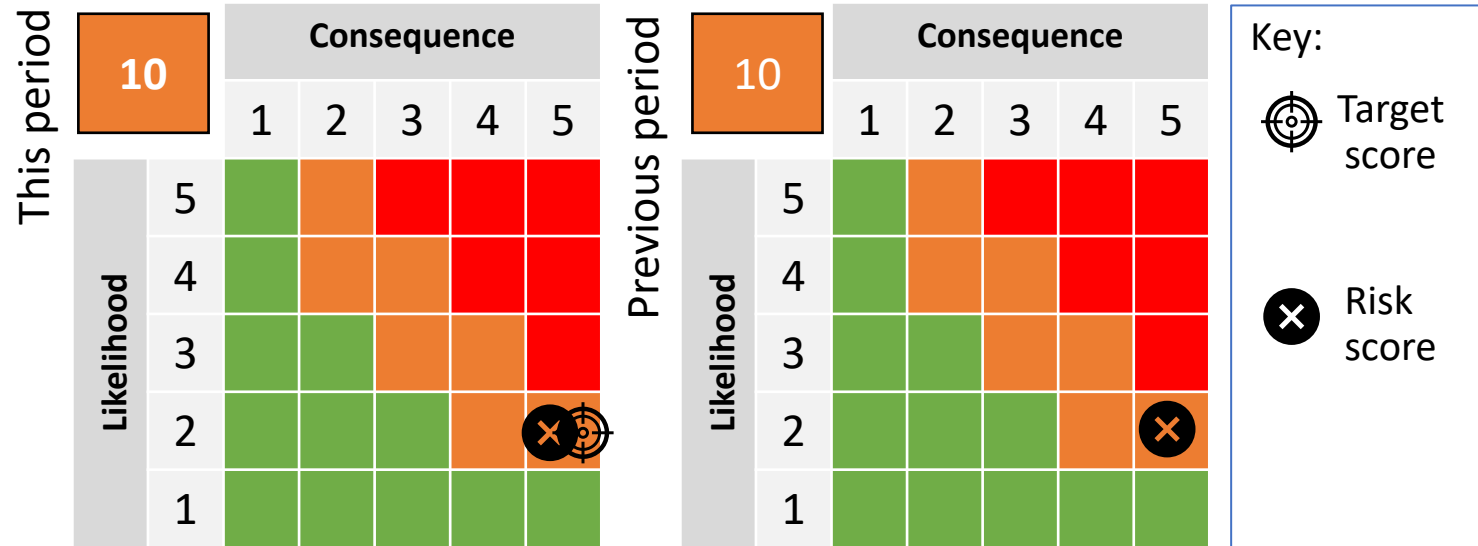 This period
10
Consequence
1 2 3 4 5
Likelihood
5
4
3
2
1
Previous period
10
Consequence
1 2 3 4 5
Likelihood
5
4
3
2
1
Key:
Target
score
Risk
score